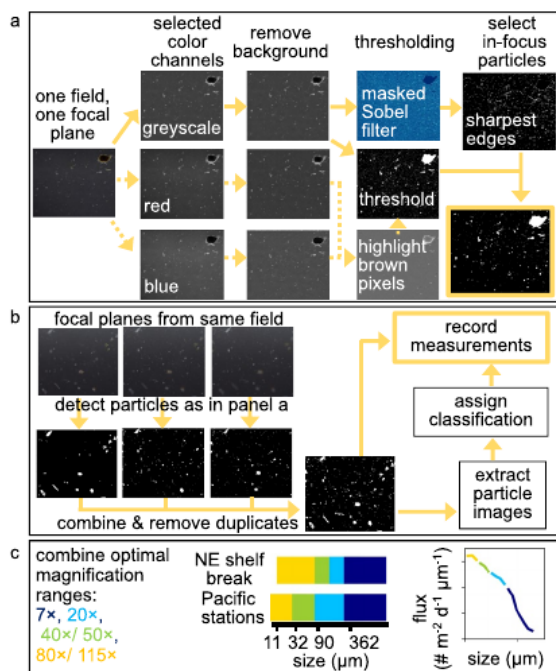 a
selected
color
channels
remove
background
thresholding
select
in-focus
particles
one field,
one focal
plane
greyscale
masked
Sobel
filter
sharpest
edges
red
threshold
blue
highlight
brown
pixels
b
focal planes from same field
detect particles as in panel a
combine & remove duplicates
record
measurements
assign
classification
extract
particle
images
c
combine optimal
magnification
ranges:
7×, 20×,
40×/ 50×,
80×/ 115×
NE shelf
break
Pacific
stations
11 32 90 362
size (µm)
flux
(# m⁻² d⁻¹ µm⁻¹)
size (µm)